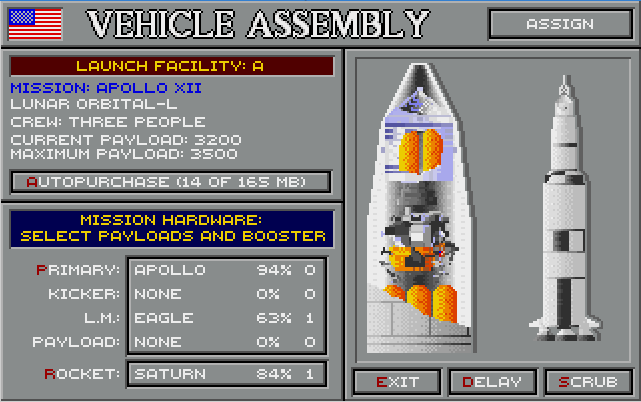 VEHICLE ASSEMBLY
ASSIGN
LAUNCH FACILITY: A
MISSION: APOLLO XII
LUNAR ORBITAL-L
CREW: THREE PEOPLE
CURRENT PAYLOAD: 3200
MAXIMUM PAYLOAD: 3500
AUTOPURCHASE (14 OF 165 MB)
MISSION HARDWARE:
SELECT PAYLOADS AND BOOSTER
PRIMARY: APOLLO 94% 0
KICKER: NONE 0% 0
L.M.: EAGLE 63% 1
PAYLOAD: NONE 0% 0
ROCKET: SATURN 84% 1
EXIT DELAY SCRUB